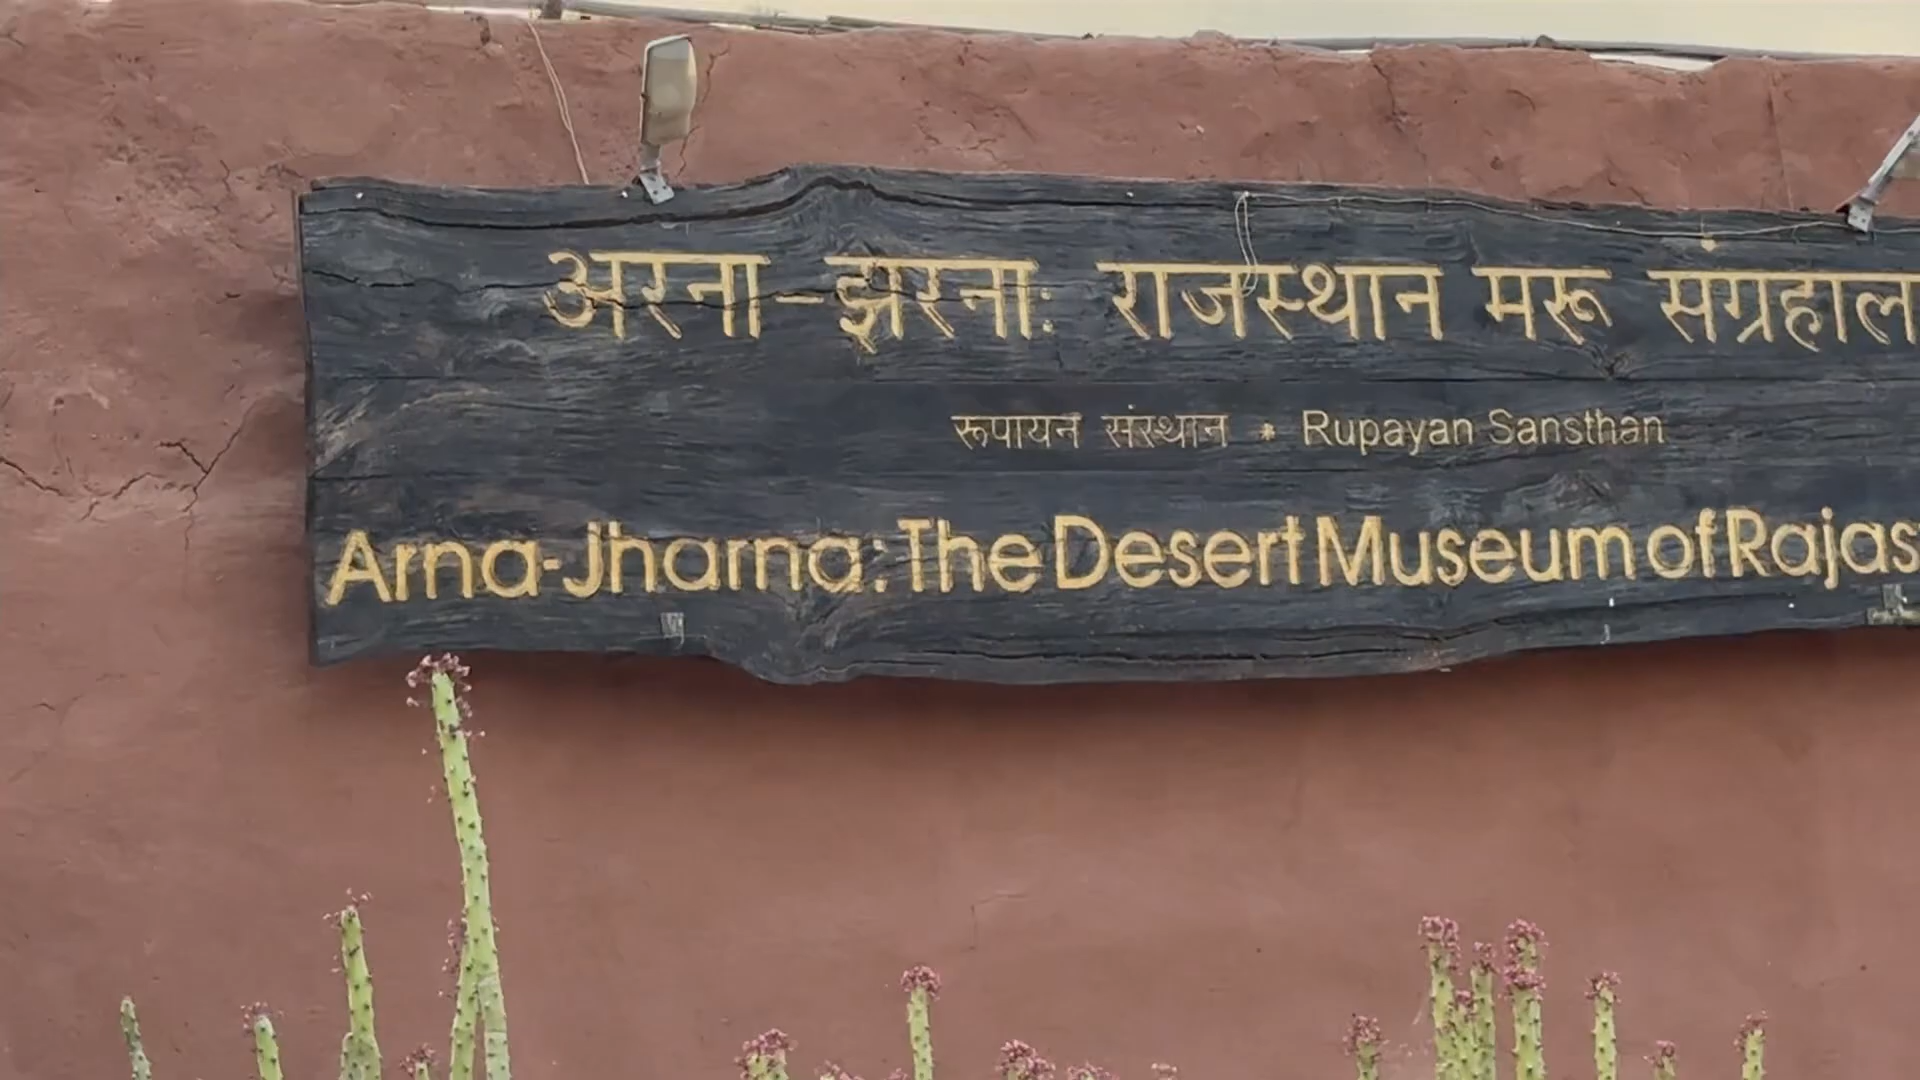 अरना-झरना: राजस्थान मरू संग्रहाल
रूपायन संस्थान * Rupayan Sansthan
Arna-Jharna: The Desert Museum of Rajas